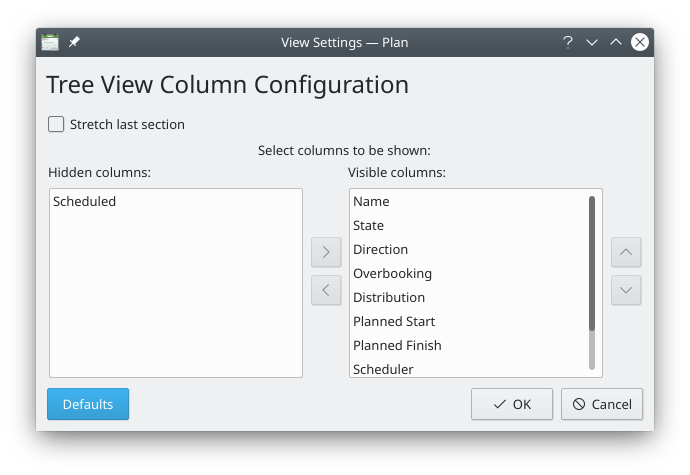 View Settings — Plan
Tree View Column Configuration
Stretch last section
Select columns to be shown:
Hidden columns:
Visible columns:
Scheduled
Name
State
Direction
Overbooking
Distribution
Planned Start
Planned Finish
Scheduler
Defaults
OK
Cancel